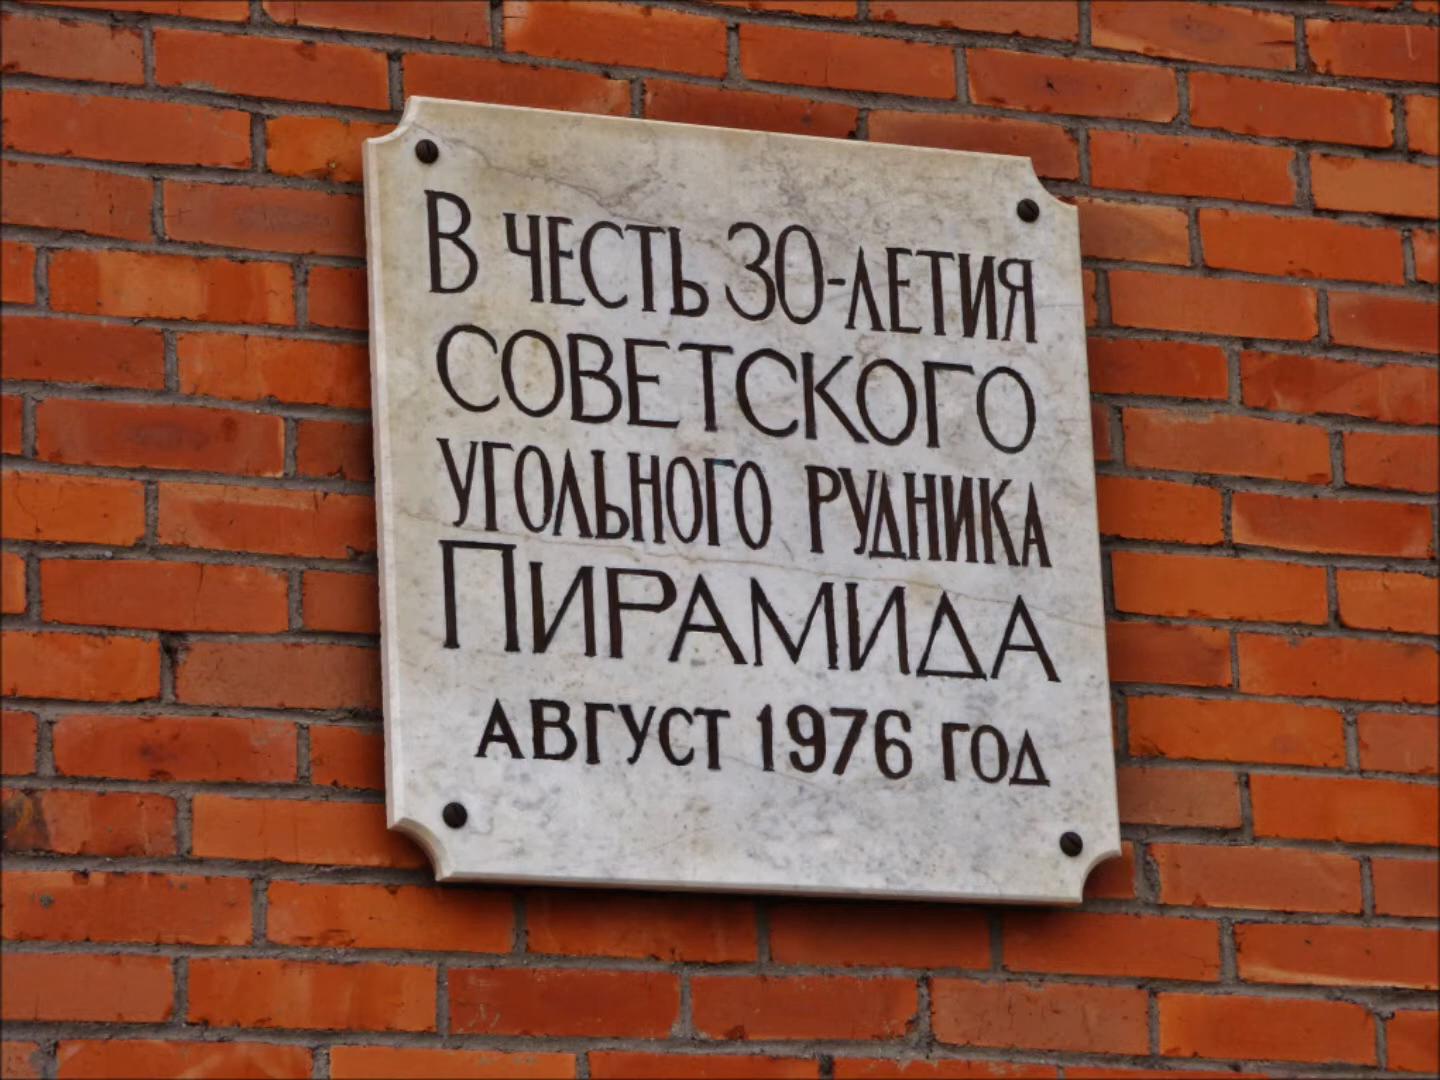 В ЧЕСТЬ 30-ЛЕТИЯ
СОВЕТСКОГО
УГОЛЬНОГО РУДНИКА
ПИРАМИДА
АВГУСТ 1976 ГОД